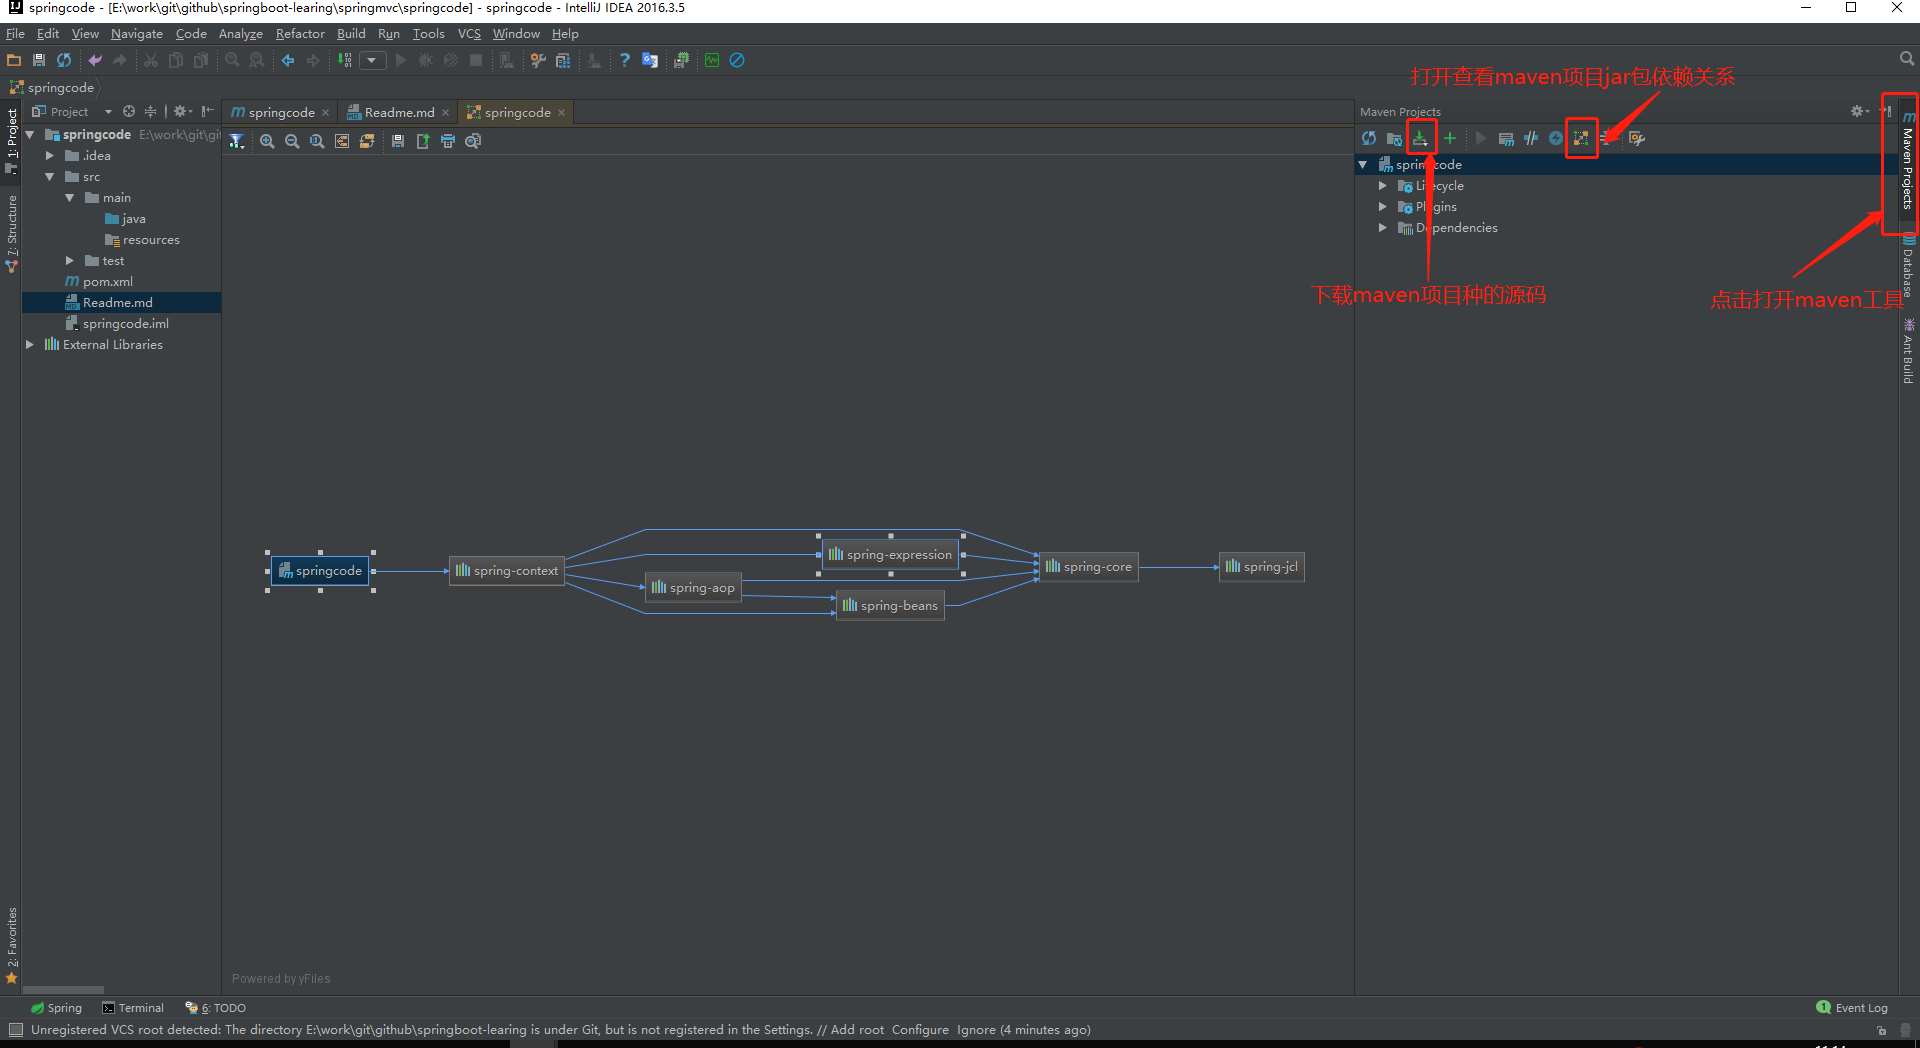 springcode - [E:\work\git\github\springboot-learing\springmvc\springcode] - springcode - IntelliJ IDEA 2016.3.5
File Edit View Navigate Code Analyze Refactor Build Run Tools VCS Window Help
打开查看maven项目jar包依赖关系
springcode
Project
springcode
Readme.md
springcode
Maven Projects
1: Project
7: Structure
2: Favorites
springcode E:\work\git\git
.idea
src
main
java
resources
test
pom.xml
Readme.md
springcode.iml
External Libraries
springcode
Lifecycle
Plugins
Dependencies
Maven Projects
Database
Ant Build
下载maven项目种的源码
点击打开maven工具
springcode
spring-context
spring-expression
spring-aop
spring-beans
spring-core
spring-jcl
Powered by yFiles
Spring
Terminal
6: TODO
1 Event Log
Unregistered VCS root detected: The directory E:\work\git\github\springboot-learing is under Git, but is not registered in the Settings. // Add root Configure Ignore (4 minutes ago)